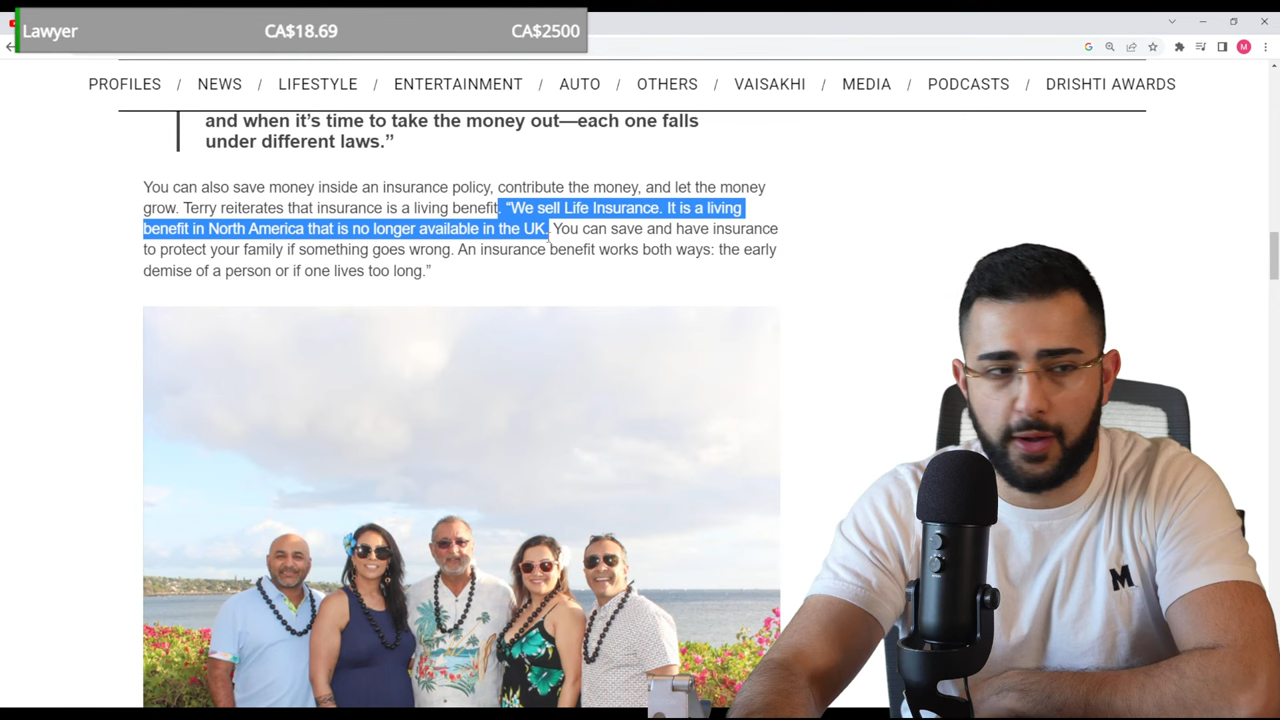 Lawyer CA$18.69 CA$2500
M
PROFILES / NEWS / LIFESTYLE / ENTERTAINMENT / AUTO / OTHERS / VAISAKHI / MEDIA / PODCASTS / DRISHTI AWARDS
and when it’s time to take the money out—each one falls
under different laws.”
You can also save money inside an insurance policy, contribute the money, and let the money
grow. Terry reiterates that insurance is a living benefit. “We sell Life Insurance. It is a living
benefit in North America that is no longer available in the UK. You can save and have insurance
to protect your family if something goes wrong. An insurance benefit works both ways: the early
demise of a person or if one lives too long.”
M